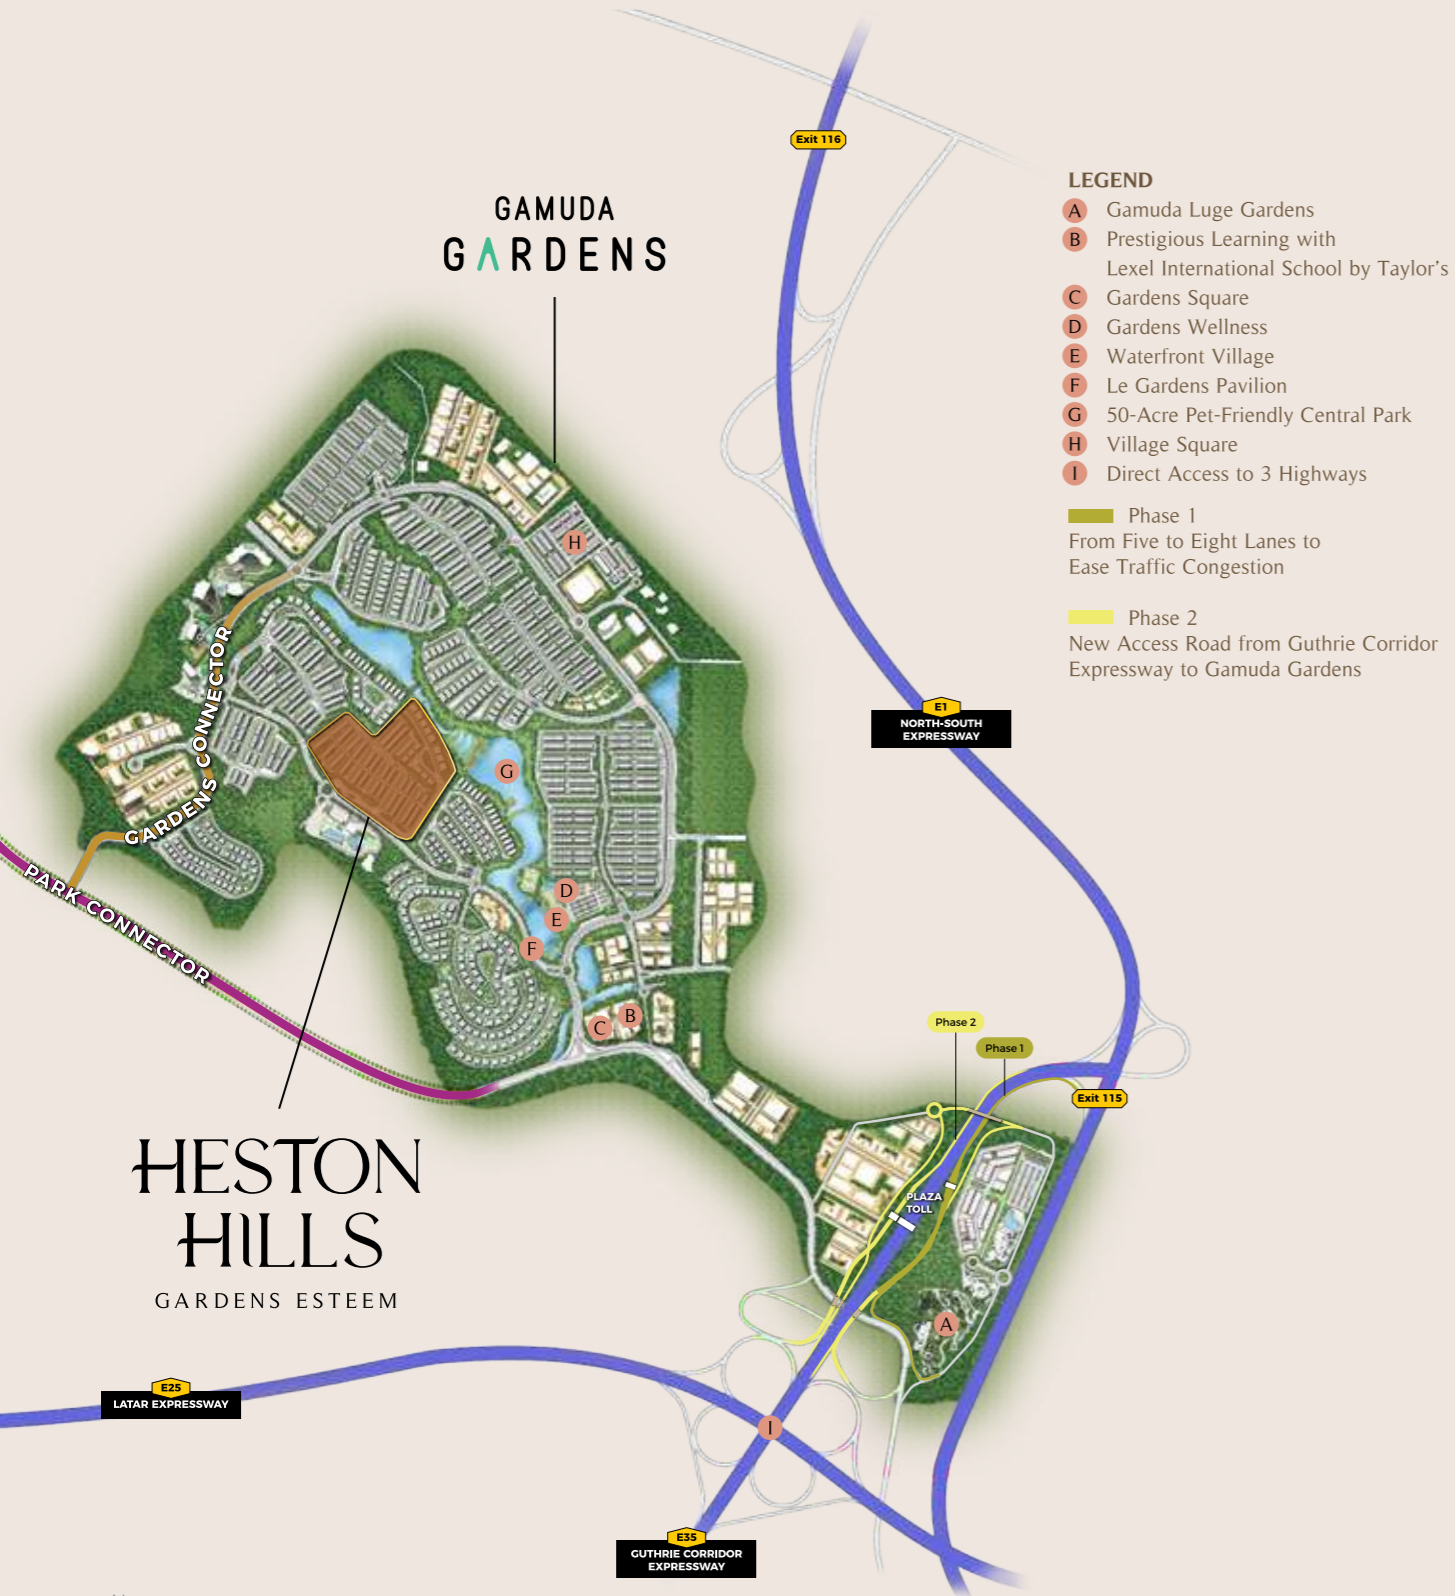 Exit 116
GAMUDA
GARDENS
LEGEND
A Gamuda Luge Gardens
B Prestigious Learning with
Lexel International School by Taylor's
C Gardens Square
D Gardens Wellness
E Waterfront Village
F Le Gardens Pavilion
G 50-Acre Pet-Friendly Central Park
H Village Square
I Direct Access to 3 Highways
Phase 1
From Five to Eight Lanes to
Ease Traffic Congestion
Phase 2
New Access Road from Guthrie Corridor
Expressway to Gamuda Gardens
H
GARDENS CONNECTOR
E1
NORTH-SOUTH
EXPRESSWAY
G
PARK CONNECTOR
D
E
F
B
C
Phase 2
Phase 1
Exit 115
HESTON
HILLS
GARDENS ESTEEM
PLAZA
TOLL
A
E25
LATAR EXPRESSWAY
I
E35
GUTHRIE CORRIDOR
EXPRESSWAY